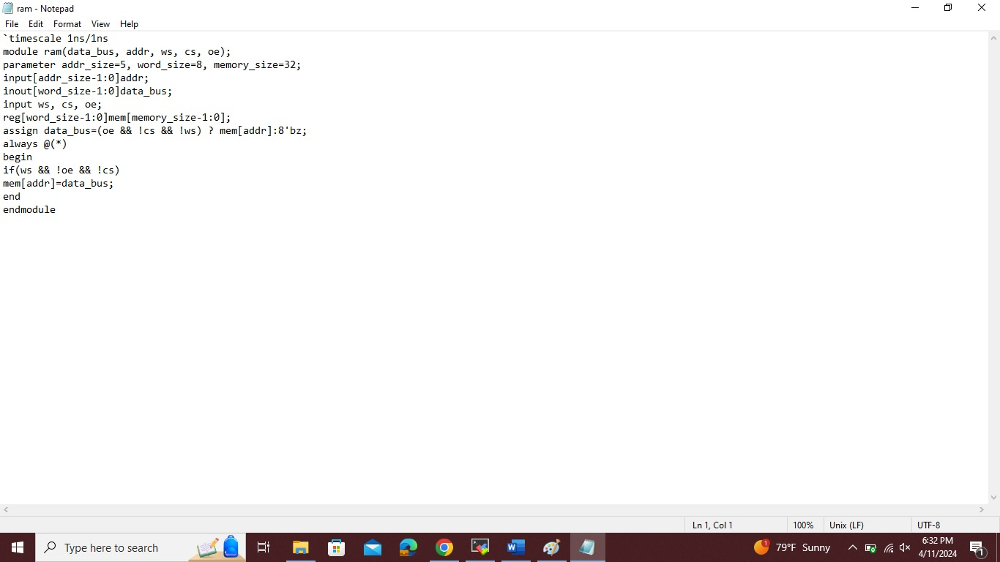 ram - Notepad
File Edit Format View Help
`timescale 1ns/1ns
module ram(data_bus, addr, ws, cs, oe);
parameter addr_size=5, word_size=8, memory_size=32;
input[addr_size-1:0]addr;
inout[word_size-1:0]data_bus;
input ws, cs, oe;
reg[word_size-1:0]mem[memory_size-1:0];
assign data_bus=(oe && !cs && !ws) ? mem[addr]:8'bz;
always @(*)
begin
if(ws && !oe && !cs)
mem[addr]=data_bus;
end
endmodule
Ln 1, Col 1 100% Unix (LF) UTF-8
Type here to search 1 79°F Sunny 6:32 PM
4/11/2024 1